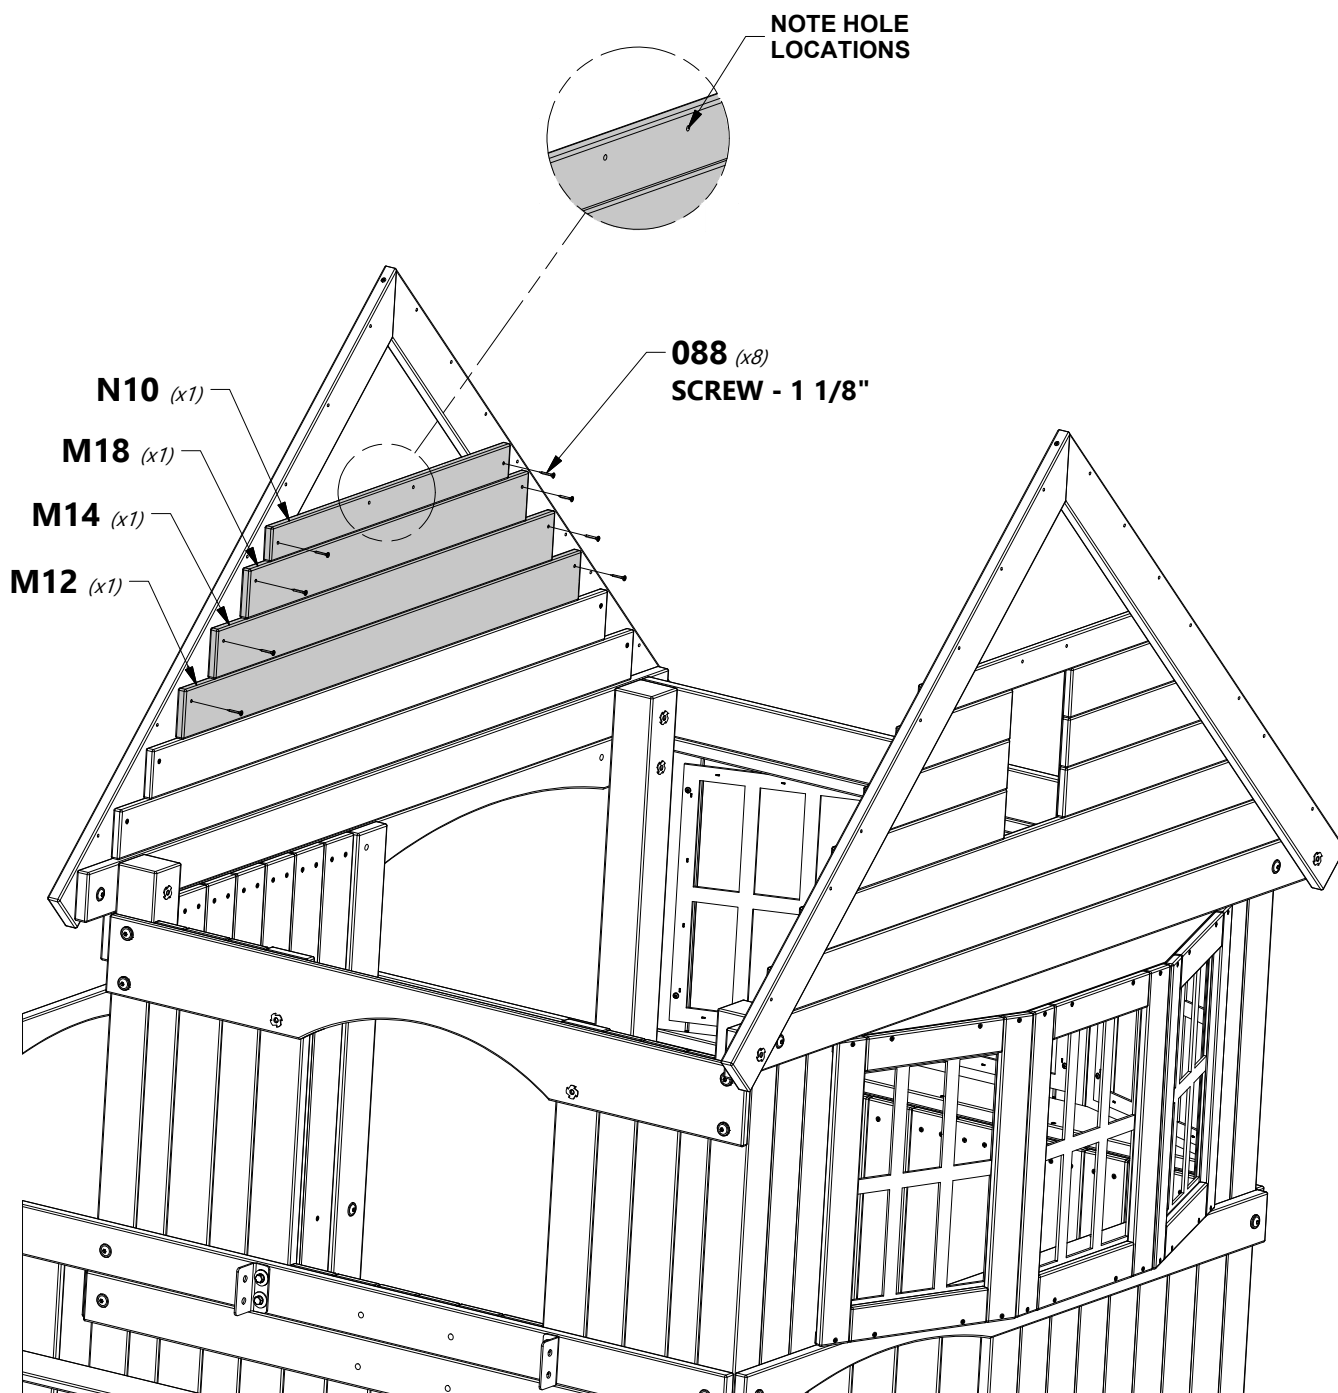 NOTE HOLE
LOCATIONS
088 (x8)
SCREW - 1 1/8"
N10 (x1)
M18 (x1)
M14 (x1)
M12 (x1)